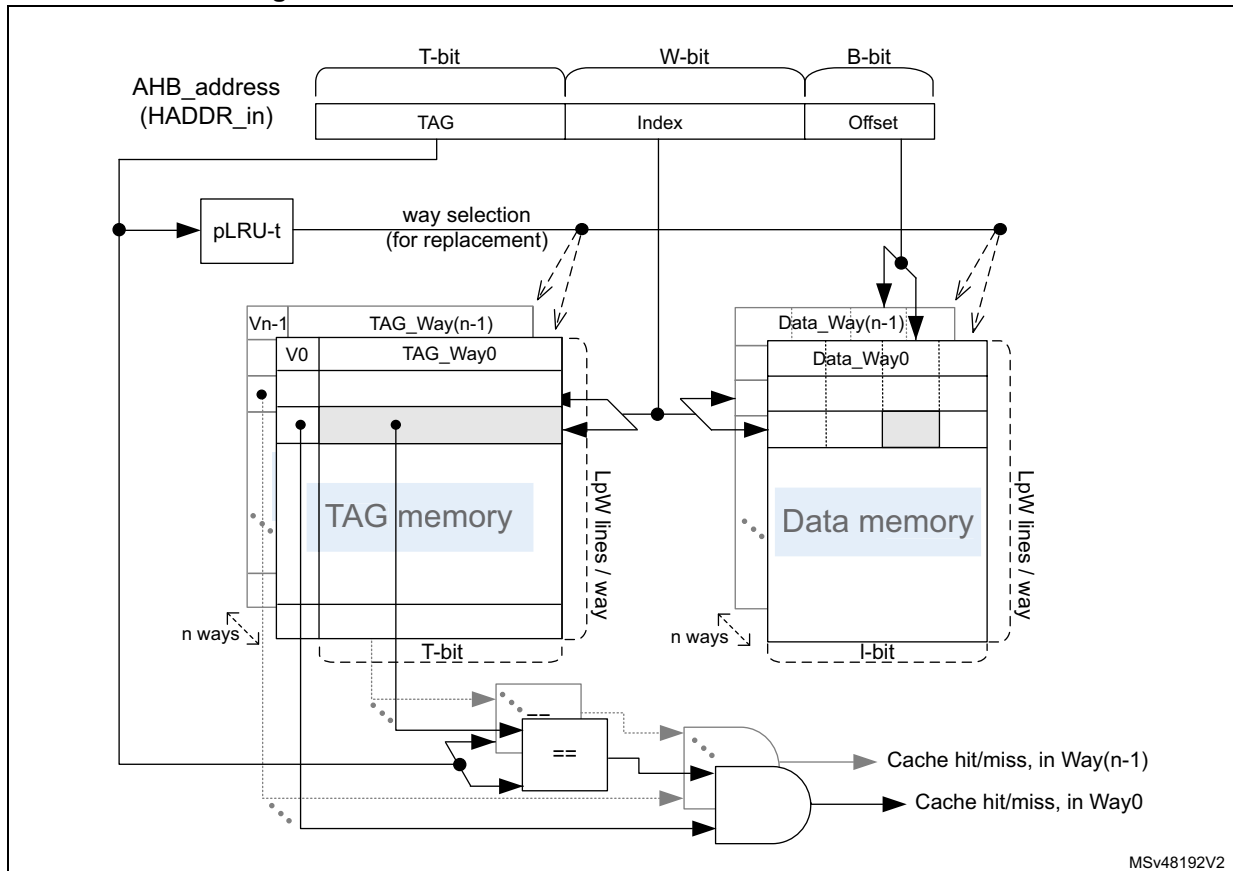 T-bit W-bit B-bit
AHB_address
(HADDR_in)
TAG Index Offset
pLRU-t
way selection
(for replacement)
Vn-1 TAG_Way(n-1)
V0 TAG_Way0
Data_Way(n-1)
Data_Way0
TAG memory
LpW lines / way
Data memory
LpW lines / way
n ways
T-bit
n ways
l-bit
==
==
Cache hit/miss, in Way(n-1)
Cache hit/miss, in Way0
MSv48192V2